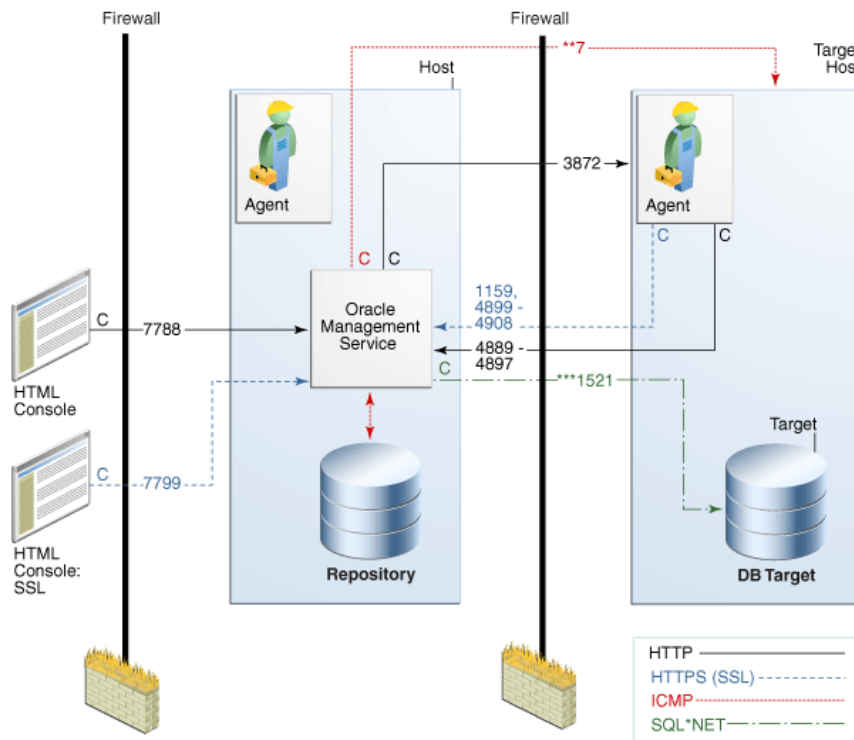 Firewall
Firewall
**7
Host
Target
Host
3872
Agent
Agent
C
C
C
C
1159,
4899 -
4908
Oracle
Management
Service
C
7788
4889 -
4897
C
***1521
HTML
Console
Target
C
7799
HTML
Console:
SSL
Repository
DB Target
HTTP
HTTPS (SSL)
ICMP
SQL*NET